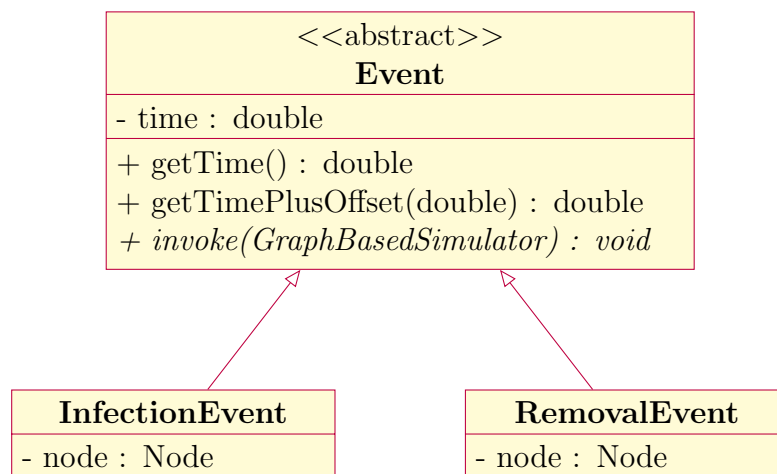 <<abstract>>
Event
- time : double
+ getTime() : double
+ getTimePlusOffset(double) : double
+ invoke(GraphBasedSimulator) : void
InfectionEvent
- node : Node
RemovalEvent
- node : Node